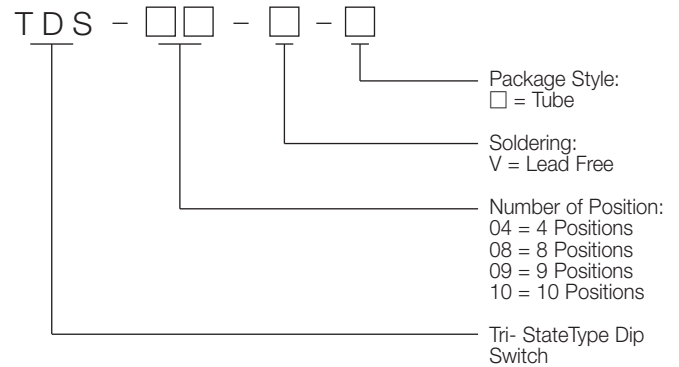 TDS - □□ - □ - □
Package Style:
□ = Tube
Soldering:
V = Lead Free
Number of Position:
04 = 4 Positions
08 = 8 Positions
09 = 9 Positions
10 = 10 Positions
Tri- StateType Dip
Switch